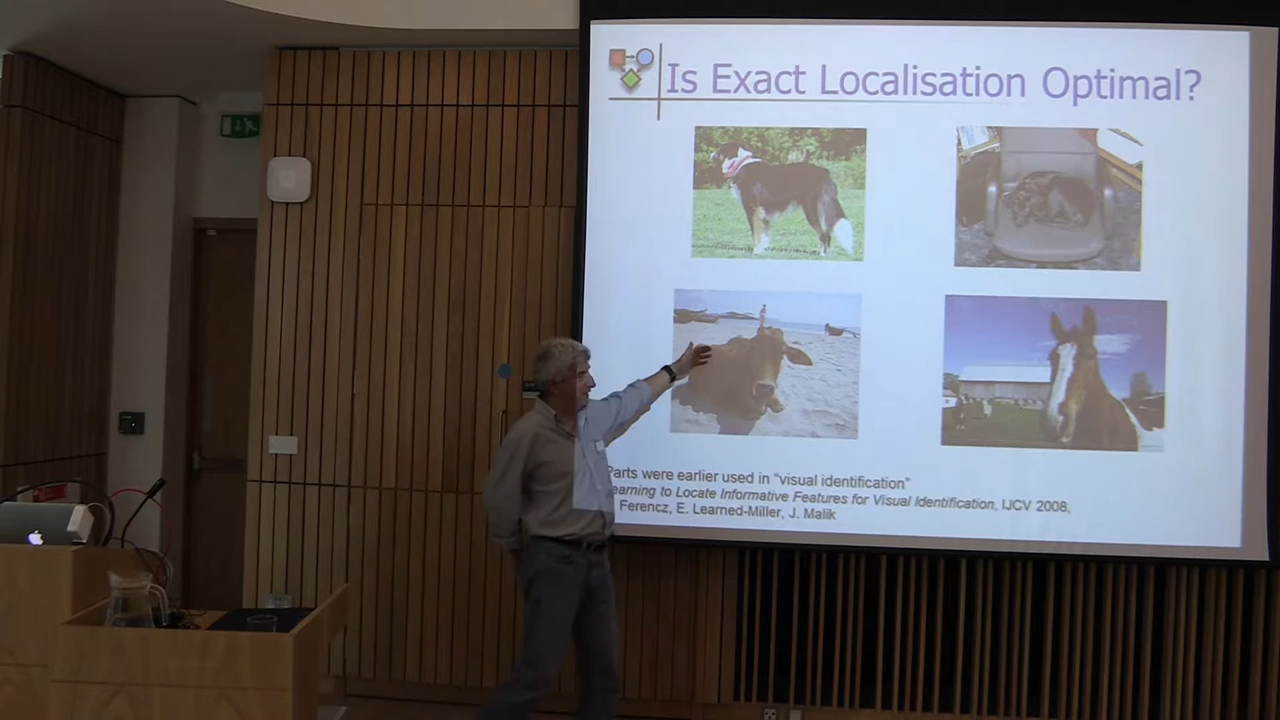 Is Exact Localisation Optimal?
Parts were earlier used in “visual identification”
earning to Locate Informative Features for Visual Identification, IJCV 2008,
Ferencz, E. Learned-Miller, J. Malik